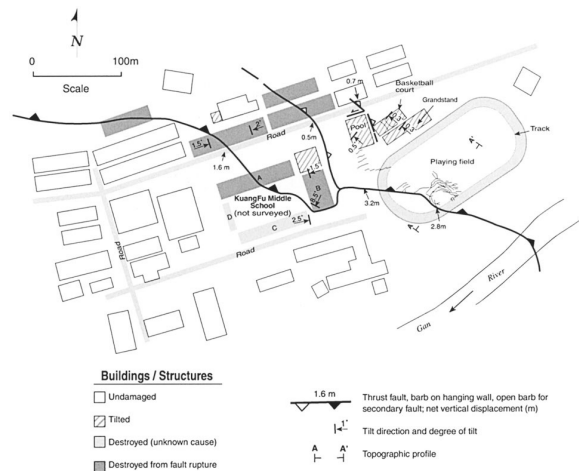 N
0 100m
Scale
0.7 m
Basketball
court
Grandstand
Track
Pool
0.5°
.3°
2°
1.5°
0.5m
Road
1.6 m
A'
Playing field
1.5°
A
B
KuangFu Middle
School
(not surveyed)
3.2m
D
C
2.5°
2.8m
A
Road
Road
River
Gan
Buildings / Structures
Undamaged
Tilted
Destroyed (unknown cause)
Destroyed from fault rupture
1.6 m
Thrust fault, barb on hanging wall, open barb for
secondary fault; net vertical displacement (m)
1°
Tilt direction and degree of tilt
A A'
Topographic profile